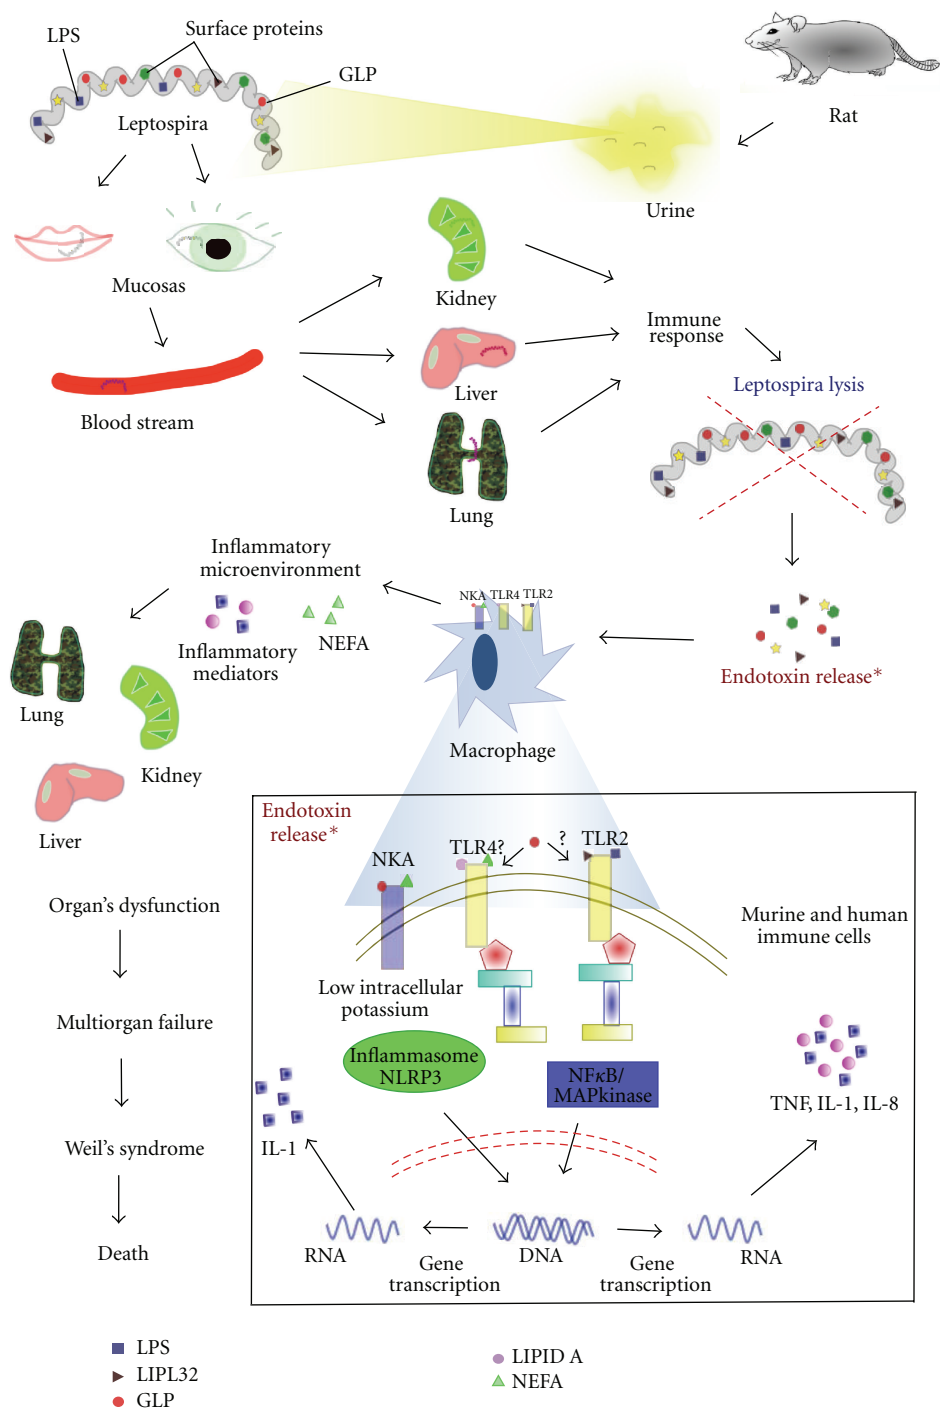 LPS
Surface proteins
GLP
Leptospira
Rat
Urine
Mucosas
Kidney
Immune
response
Blood stream
Liver
Leptospira lysis
Lung
Inflammatory
microenvironment
NKA TLR4 TLR2
Inflammatory
mediators
NEFA
Endotoxin release*
Lung
Macrophage
Kidney
Liver
Endotoxin
release*
NKA
TLR4?
?
TLR2
Organ's dysfunction
Murine and human
immune cells
Low intracellular
potassium
Multiorgan failure
Inflammasome
NLRP3
NFκB/
MAPkinase
TNF, IL-1, IL-8
IL-1
Weil's syndrome
Death
RNA
DNA
RNA
Gene
transcription
Gene
transcription
LPS
LIPL32
GLP
LIPID A
NEFA